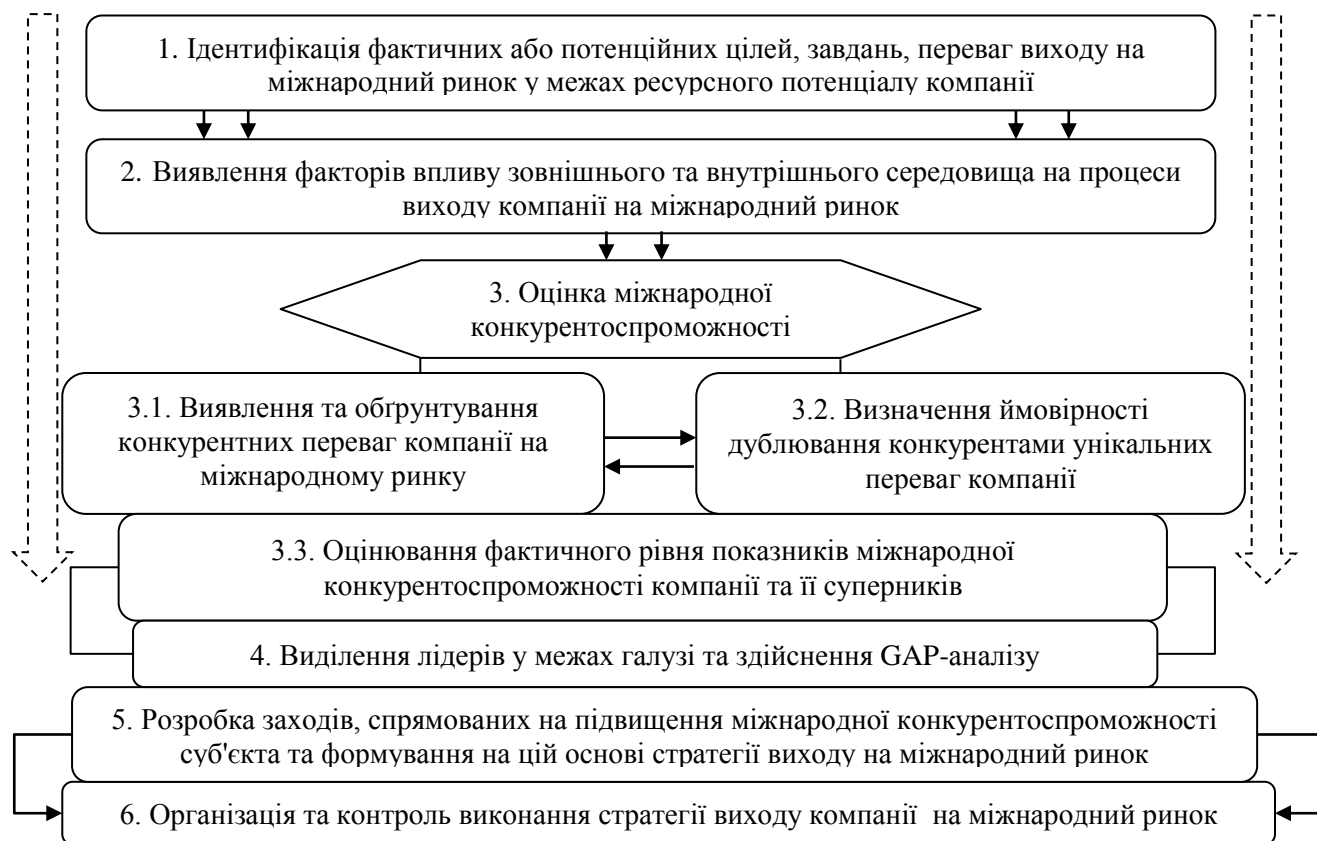 1. Ідентифікація фактичних або потенційних цілей, завдань, переваг виходу на
міжнародний ринок у межах ресурсного потенціалу компанії
2. Виявлення факторів впливу зовнішнього та внутрішнього середовища на процеси
виходу компанії на міжнародний ринок
3. Оцінка міжнародної
конкурентоспроможності
3.1. Виявлення та обґрунтування
конкурентних переваг компанії на
міжнародному ринку
3.2. Визначення ймовірності
дублювання конкурентами унікальних
переваг компанії
3.3. Оцінювання фактичного рівня показників міжнародної
конкурентоспроможності компанії та її суперників
4. Виділення лідерів у межах галузі та здійснення GAP-аналізу
5. Розробка заходів, спрямованих на підвищення міжнародної конкурентоспроможності
суб'єкта та формування на цій основі стратегії виходу на міжнародний ринок
6. Організація та контроль виконання стратегії виходу компанії на міжнародний ринок